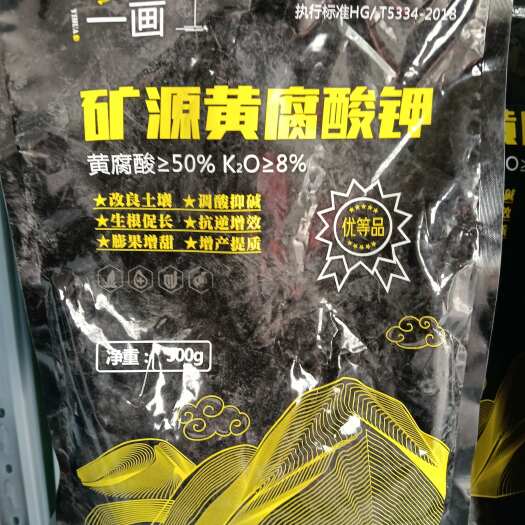 一画
执行标准HG/T5334-2018
矿源黄腐酸钾
黄腐酸≥50% K₂O≥8%
★改良土壤 ★调酸抑碱
★生根促长 ★抗逆增效
★膨果增甜 ★增产提质
优等品
净重： 500g